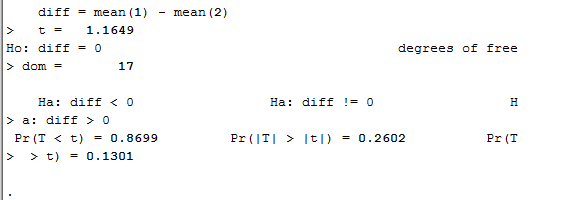 diff = mean(1) - mean(2)
> t = 1.1649
Ho: diff = 0 degrees of free
> dom = 17
Ha: diff < 0 Ha: diff != 0 H
> a: diff > 0
Pr(T < t) = 0.8699 Pr(|T| > |t|) = 0.2602 Pr(T
> > t) = 0.1301
.